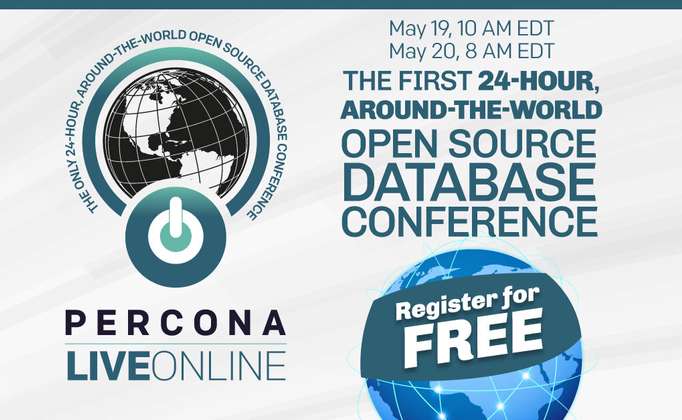 THE ONLY 24-HOUR, AROUND-THE-WORLD OPEN SOURCE DATABASE CONFERENCE
PERCONA
LIVEONLINE
May 19, 10 AM EDT
May 20, 8 AM EDT
THE FIRST 24-HOUR,
AROUND-THE-WORLD
OPEN SOURCE
DATABASE
CONFERENCE
Register for
FREE